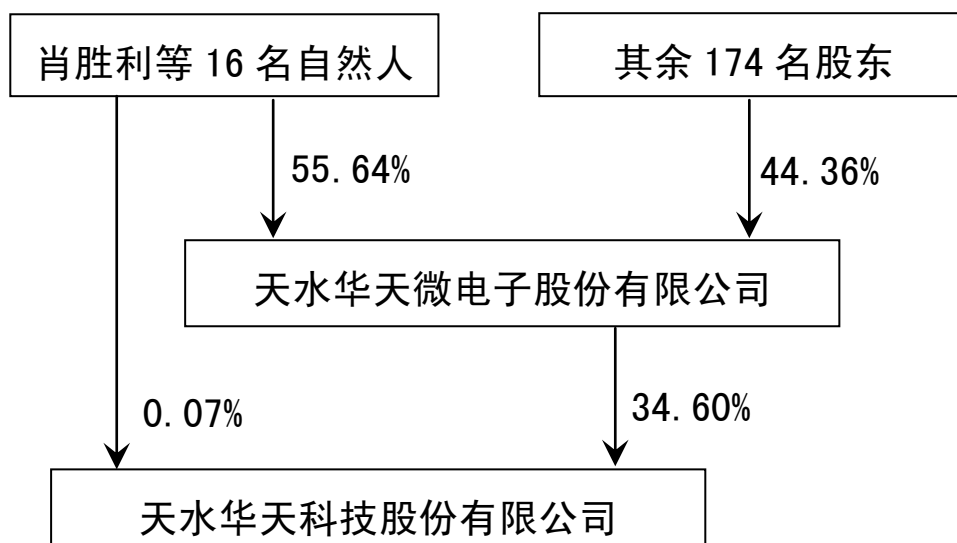 肖胜利等 16 名自然人
其余 174 名股东
55.64%
44.36%
天水华天微电子股份有限公司
0.07%
34.60%
天水华天科技股份有限公司